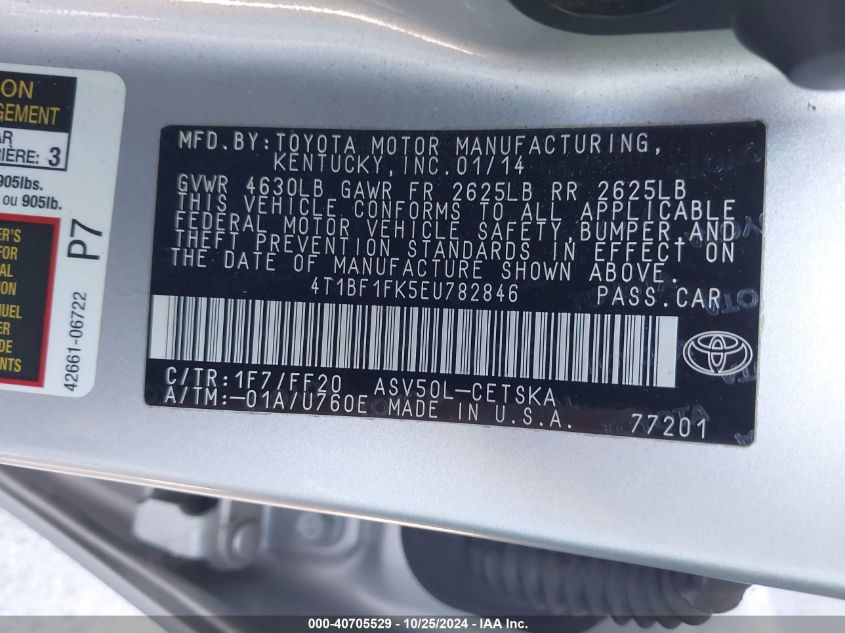 ON
GEMENT
AR
RIÈRE: 3
905lbs.
ou 905lb.
P7
ER'S
FOR
AL
TION
NUEL
ER
DE
ENTS
42661-06722
MFD.BY:TOYOTA MOTOR MANUFACTURING,
KENTUCKY,INC.01/14
GVWR 4630LB GAWR FR 2625LB RR 2625LB
THIS VEHICLE CONFORMS TO ALL APPLICABLE
FEDERAL MOTOR VEHICLE SAFETY,BUMPER,AND
THEFT PREVENTION STANDARDS IN EFFECT ON
THE DATE OF MANUFACTURE SHOWN ABOVE.
4T1BF1FK5EU782846 PASS.CAR
C/TR:1F7/FF20 ASV50L-CETSKA
A/TM:-01A/U760E MADE IN U.S.A.
77201
000-40705529 - 10/25/2024 - IAA Inc.